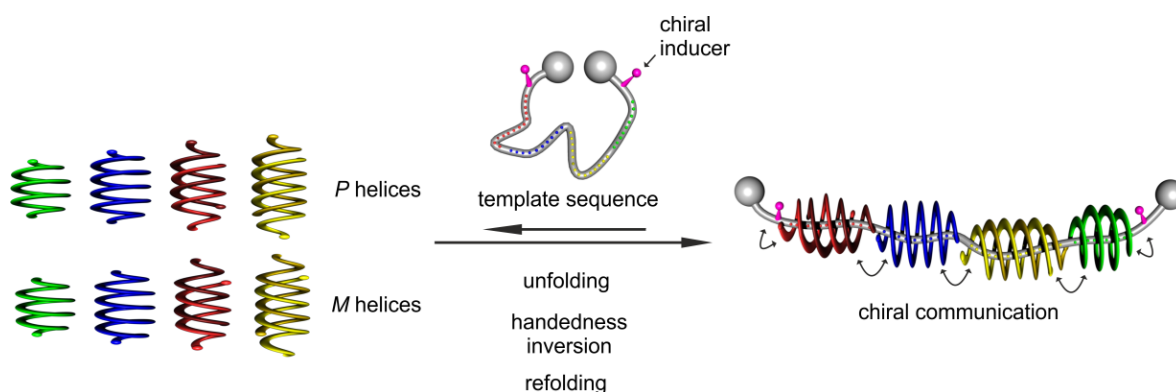 chiral
inducer
P helices
template sequence
M helices
unfolding
handedness
inversion
refolding
chiral communication